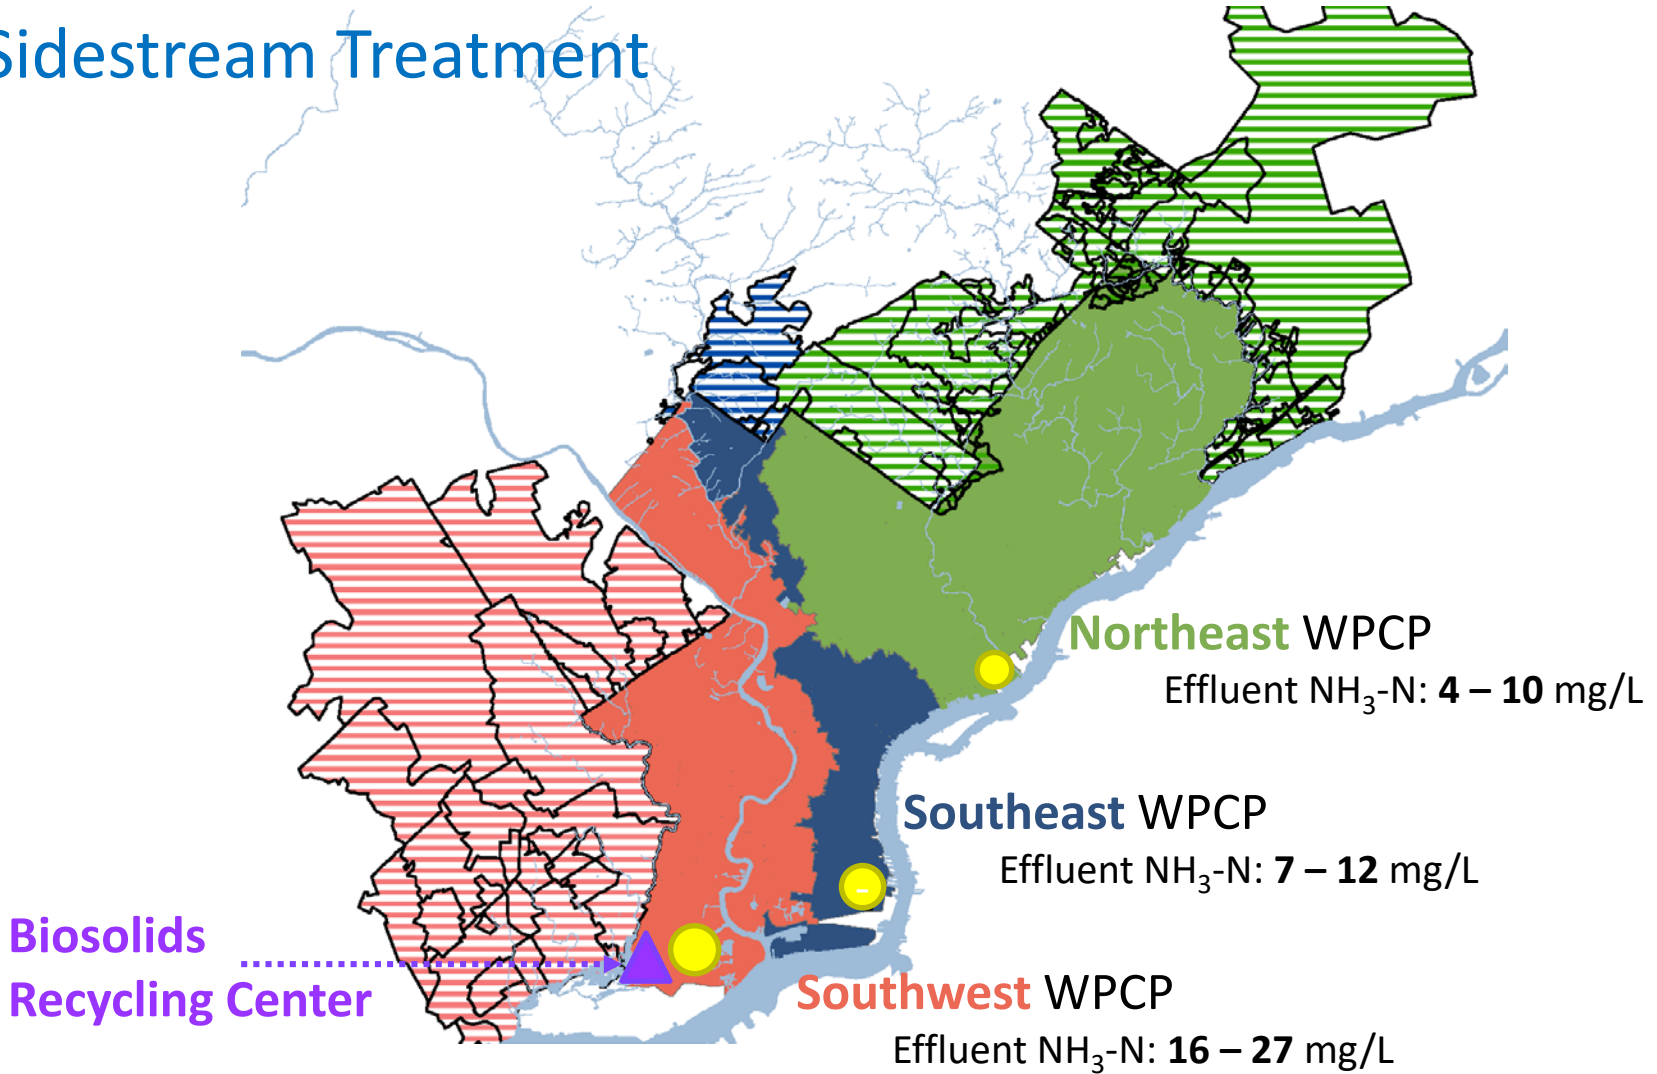 Sidestream Treatment
Northeast WPCP
Effluent NH3-N: 4 – 10 mg/L
Southeast WPCP
Effluent NH3-N: 7 – 12 mg/L
Biosolids
Recycling Center
Southwest WPCP
Effluent NH3-N: 16 – 27 mg/L